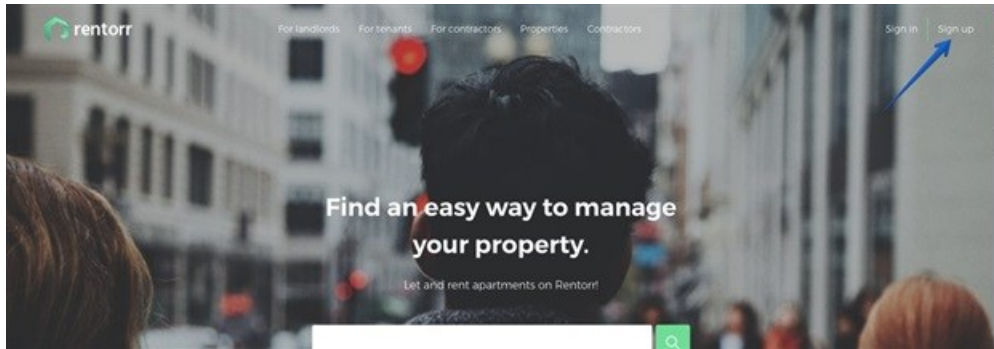 rentorr
For landlords For tenants For contractors Properties Contractors
Sign in Sign up
Find an easy way to manage
your property.
Let and rent apartments on Rentorr!